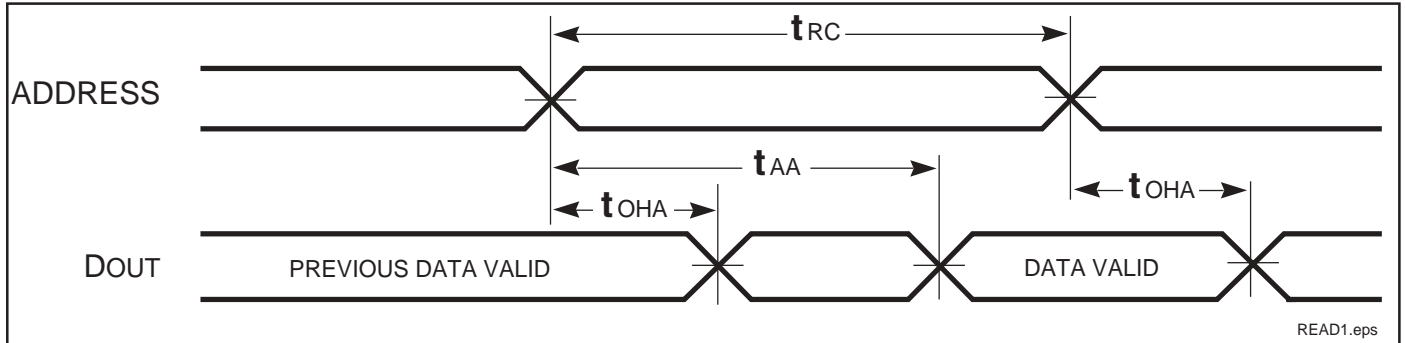 tRC
ADDRESS
tAA
tOHA
tOHA
DOUT
PREVIOUS DATA VALID
DATA VALID
READ1.eps